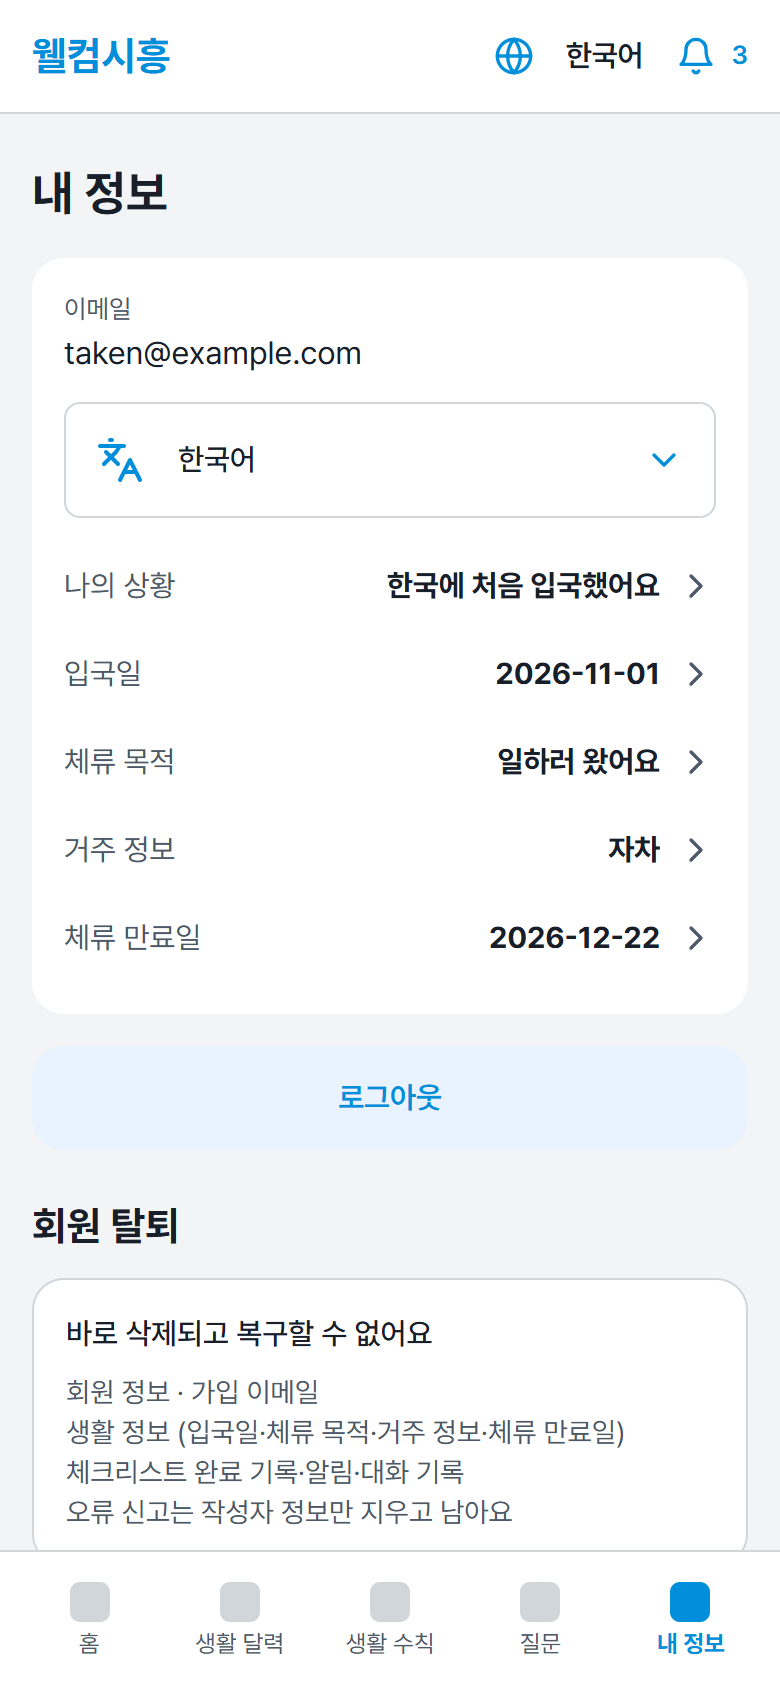 웰컴시흥
한국어
3
내 정보
이메일
taken@example.com
한국어
나의 상황 한국에 처음 입국했어요
입국일 2026-11-01
체류 목적 일하러 왔어요
거주 정보 자차
체류 만료일 2026-12-22
로그아웃
회원 탈퇴
바로 삭제되고 복구할 수 없어요
회원 정보 · 가입 이메일
생활 정보 (입국일·체류 목적·거주 정보·체류 만료일)
체크리스트 완료 기록·알림·대화 기록
오류 신고는 작성자 정보만 지우고 남아요
홈 생활 달력 생활 수칙 질문 내 정보